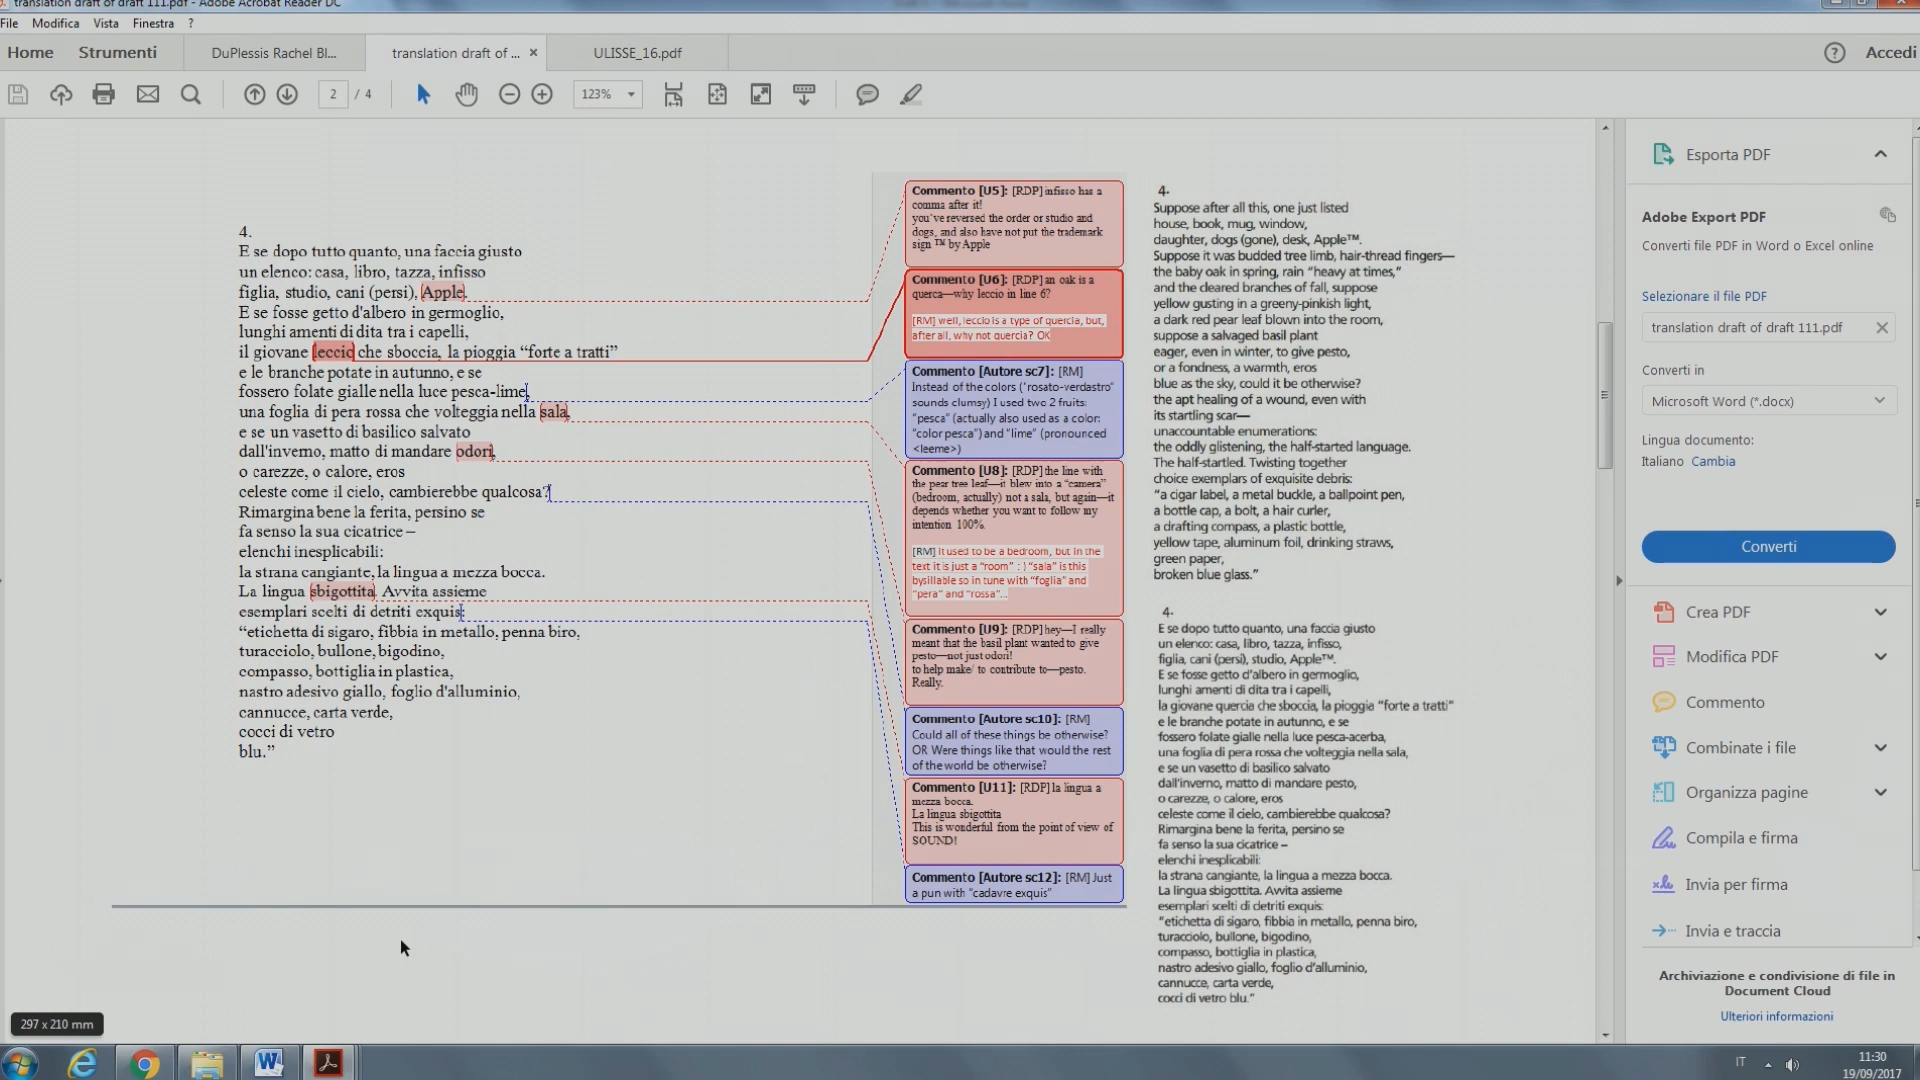 translation draft of draft 111.pdf - Adobe Acrobat Reader DC
File Modifica Vista Finestra ?
Home Strumenti DuPlessis Rachel Bl... translation draft of ... × ULISSE_16.pdf ? Accedi
2 / 4 123%
4.
E se dopo tutto quanto, una faccia giusto
un elenco: casa, libro, tazza, infisso
figlia, studio, cani (persi), Apple.
E se fosse getto d'albero in germoglio,
lunghi amenti di dita tra i capelli,
il giovane leccio che sboccia, la pioggia “forte a tratti”
e le branche potate in autunno, e se
fossero folate gialle nella luce pesca-lime,
una foglia di pera rossa che volteggia nella sala,
e se un vasetto di basilico salvato
dall'inverno, matto di mandare odori,
o carezze, o calore, eros
celeste come il cielo, cambierebbe qualcosa?
Rimargina bene la ferita, persino se
fa senso la sua cicatrice –
elenchi inesplicabili:
la strana cangiante, la lingua a mezza bocca.
La lingua sbigottita. Avvita assieme
esemplari scelti di detriti exquis:
“etichetta di sigaro, fibbia in metallo, penna biro,
turacciolo, bullone, bigodino,
compasso, bottiglia in plastica,
nastro adesivo giallo, foglio d'alluminio,
cannucce, carta verde,
cocci di vetro
blu.”
Commento [U5]: [RDP] infisso has a
comma after it!
you've reversed the order or studio and
dogs, and also have not put the trademark
sign ™ by Apple
Commento [U6]: [RDP] an oak is a
querca—why leccio in line 6?
[RM] well, leccio is a type of quercia, but,
after all, why not quercia? OK
Commento [Autore sc7]: [RM]
Instead of the colors (“rosato-verdastro”
sounds clumsy) I used two 2 fruits:
“pesca” (actually also used as a color:
“color pesca”) and “lime” (pronounced
<leeme>)
Commento [U8]: [RDP] the line with
the pear tree leaf—it blew into a “camera”
(bedroom, actually) not a sala, but again—it
depends whether you want to follow my
intention 100%.
[RM] it used to be a bedroom, but in the
text it is just a “room” : ) “sala” is this
bysillable so in tune with “foglia” and
“pera” and “rossa”...
Commento [U9]: [RDP] hey—I really
meant that the basil plant wanted to give
pesto—not just odori!
to help make/ to contribute to—pesto.
Really.
Commento [Autore sc10]: [RM]
Could all of these things be otherwise?
OR Were things like that would the rest
of the world be otherwise?
Commento [U11]: [RDP] la lingua a
mezza bocca.
La lingua sbigottita
This is wonderful from the point of view of
SOUND!
Commento [Autore sc12]: [RM] Just
a pun with “cadavre exquis”
4.
Suppose after all this, one just listed
house, book, mug, window,
daughter, dogs (gone), desk, Apple™.
Suppose it was budded tree limb, hair-thread fingers—
the baby oak in spring, rain “heavy at times,”
and the cleared branches of fall, suppose
yellow gusting in a greeny-pinkish light,
a dark red pear leaf blown into the room,
suppose a salvaged basil plant
eager, even in winter, to give pesto,
or a fondness, a warmth, eros
blue as the sky, could it be otherwise?
the apt healing of a wound, even with
its startling scar—
unaccountable enumerations:
the oddly glistening, the half-started language.
The half-startled. Twisting together
choice exemplars of exquisite debris:
“a cigar label, a metal buckle, a ballpoint pen,
a bottle cap, a bolt, a hair curler,
a drafting compass, a plastic bottle,
yellow tape, aluminum foil, drinking straws,
green paper,
broken blue glass.”
4.
E se dopo tutto quanto, una faccia giusto
un elenco: casa, libro, tazza, infisso,
figlia, cani (persi), studio, Apple™.
E se fosse getto d'albero in germoglio,
lunghi amenti di dita tra i capelli,
la giovane quercia che sboccia, la pioggia “forte a tratti”
e le branche potate in autunno, e se
fossero folate gialle nella luce pesca-acerba,
una foglia di pera rossa che volteggia nella sala,
e se un vasetto di basilico salvato
dall'inverno, matto di mandare pesto,
o carezze, o calore, eros
celeste come il cielo, cambierebbe qualcosa?
Rimargina bene la ferita, persino se
fa senso la sua cicatrice –
elenchi inesplicabili:
la strana cangiante, la lingua a mezza bocca.
La lingua sbigottita. Avvita assieme
esemplari scelti di detriti exquis:
“etichetta di sigaro, fibbia in metallo, penna biro,
turacciolo, bullone, bigodino,
compasso, bottiglia in plastica,
nastro adesivo giallo, foglio d'alluminio,
cannucce, carta verde,
cocci di vetro blu.”
Esporta PDF
Adobe Export PDF
Converti file PDF in Word o Excel online
Selezionare il file PDF
translation draft of draft 111.pdf ×
Converti in
Microsoft Word (*.docx)
Lingua documento:
Italiano Cambia
Converti
Crea PDF
Modifica PDF
Commento
Combinate i file
Organizza pagine
Compila e firma
Invia per firma
Invia e traccia
Archiviazione e condivisione di file in
Document Cloud
Ulteriori informazioni
297 x 210 mm
IT
11:30
19/09/2017